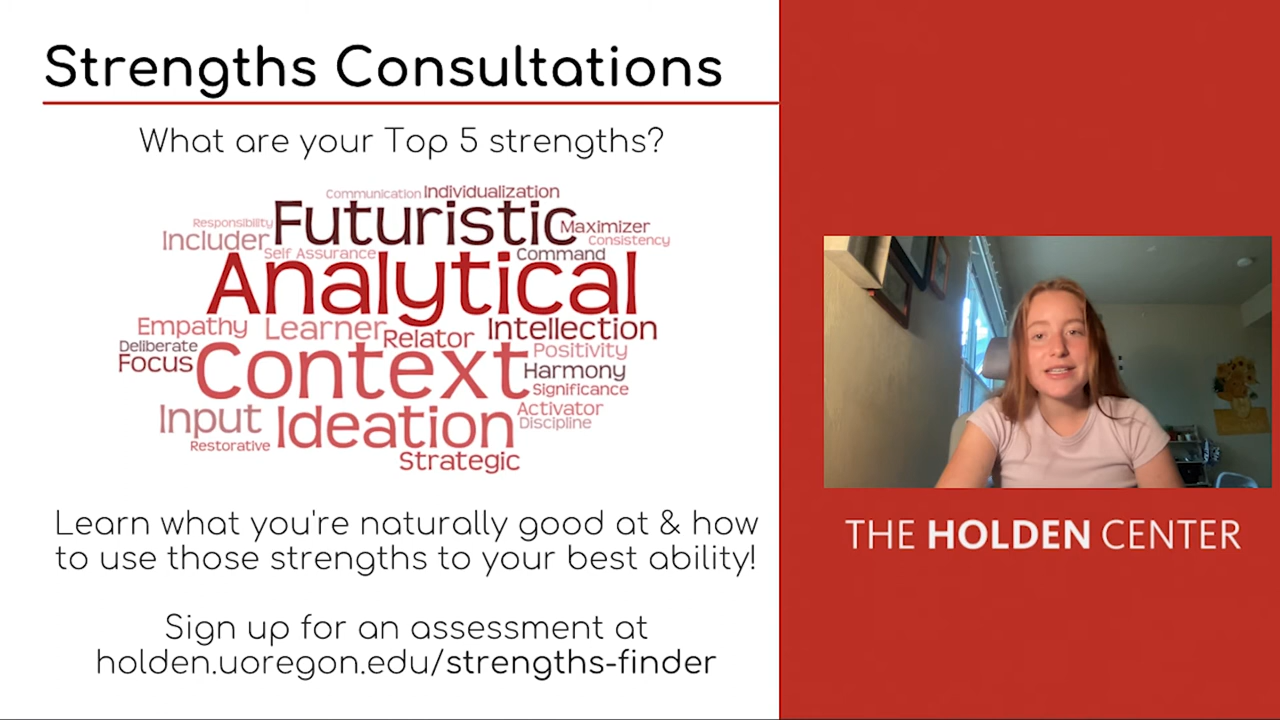 Strengths Consultations
What are your Top 5 strengths?
Communication Individualization
Responsibility Futuristic Maximizer
Includer Consistency
Self Assurance Command
Analytical
Empathy Learner Relator Intellection
Deliberate Positivity
Focus Context Harmony
Significance
Input Ideation Activator
Discipline
Restorative
Strategic
Learn what you're naturally good at & how
to use those strengths to your best ability!
Sign up for an assessment at
holden.uoregon.edu/strengths-finder
THE HOLDEN CENTER